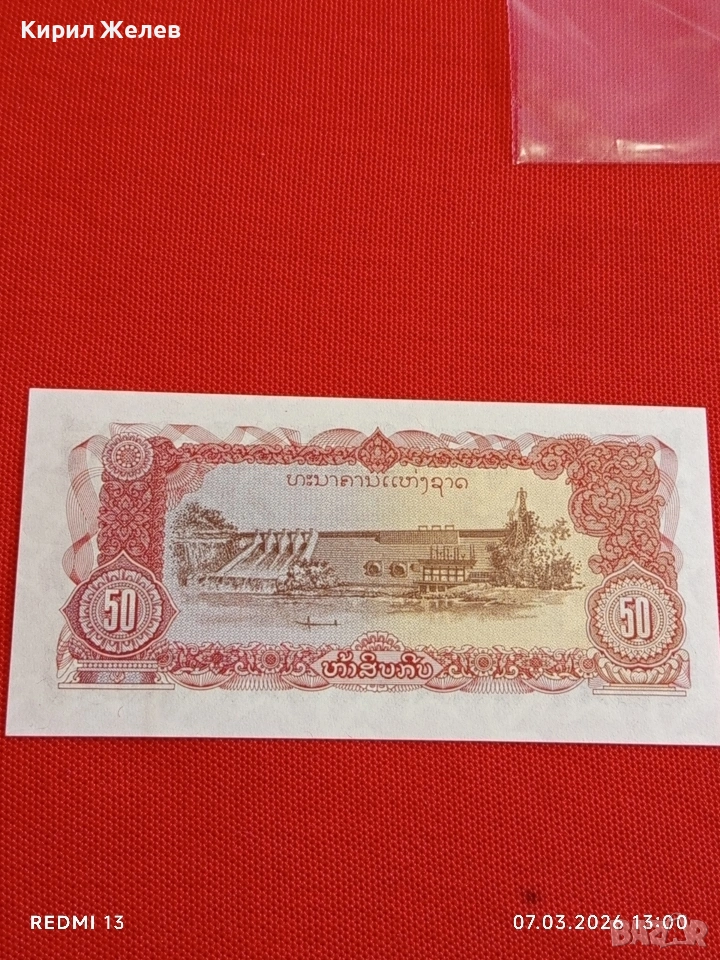 Кирил Желев
ທະນາຄານແຫ່ງຊາດ
50
50
ຫ້າສິບກີບ
REDMI 13
07.03.2026 13:00
BAZAR